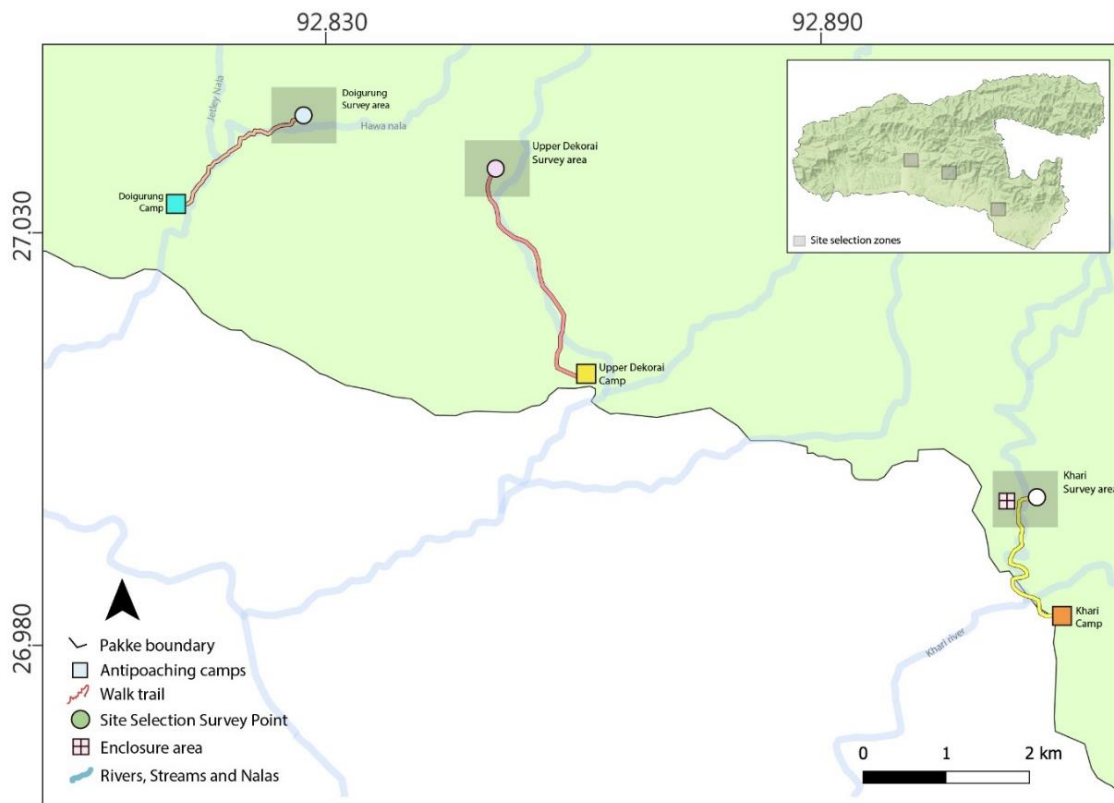 92.830
92.890
Jetley Nala
Doigurung
Survey area
Hawa nala
Upper Dekorai
Survey area
Doigurung
Camp
27.030
Site selection zones
Upper Dekorai
Camp
Khari
Survey area
Khari
Camp
Khari river
26.980
Pakke boundary
Antipoaching camps
Walk trail
Site Selection Survey Point
Enclosure area
Rivers, Streams and Nalas
0 1 2 km